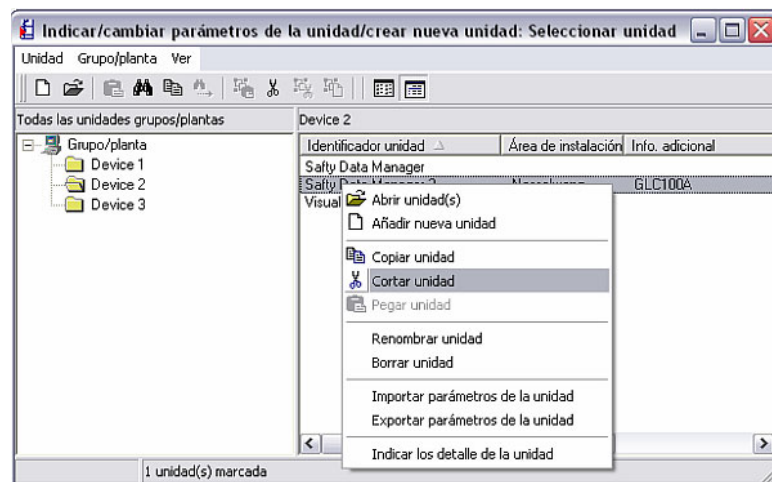 Indicar/cambiar parámetros de la unidad/crear nueva unidad: Seleccionar unidad
Unidad Grupo/planta Ver
Todas las unidades grupos/plantas
Device 2
Grupo/planta
Device 1
Device 2
Device 3
Identificador unidad Área de instalación Info. adicional
Safty Data Manager
Safty Data Manager 2 GLC100A
Visual
Abrir unidad(s)
Añadir nueva unidad
Copiar unidad
Cortar unidad
Pegar unidad
Renombrar unidad
Borrar unidad
Importar parámetros de la unidad
Exportar parámetros de la unidad
Indicar los detalle de la unidad
1 unidad(s) marcada